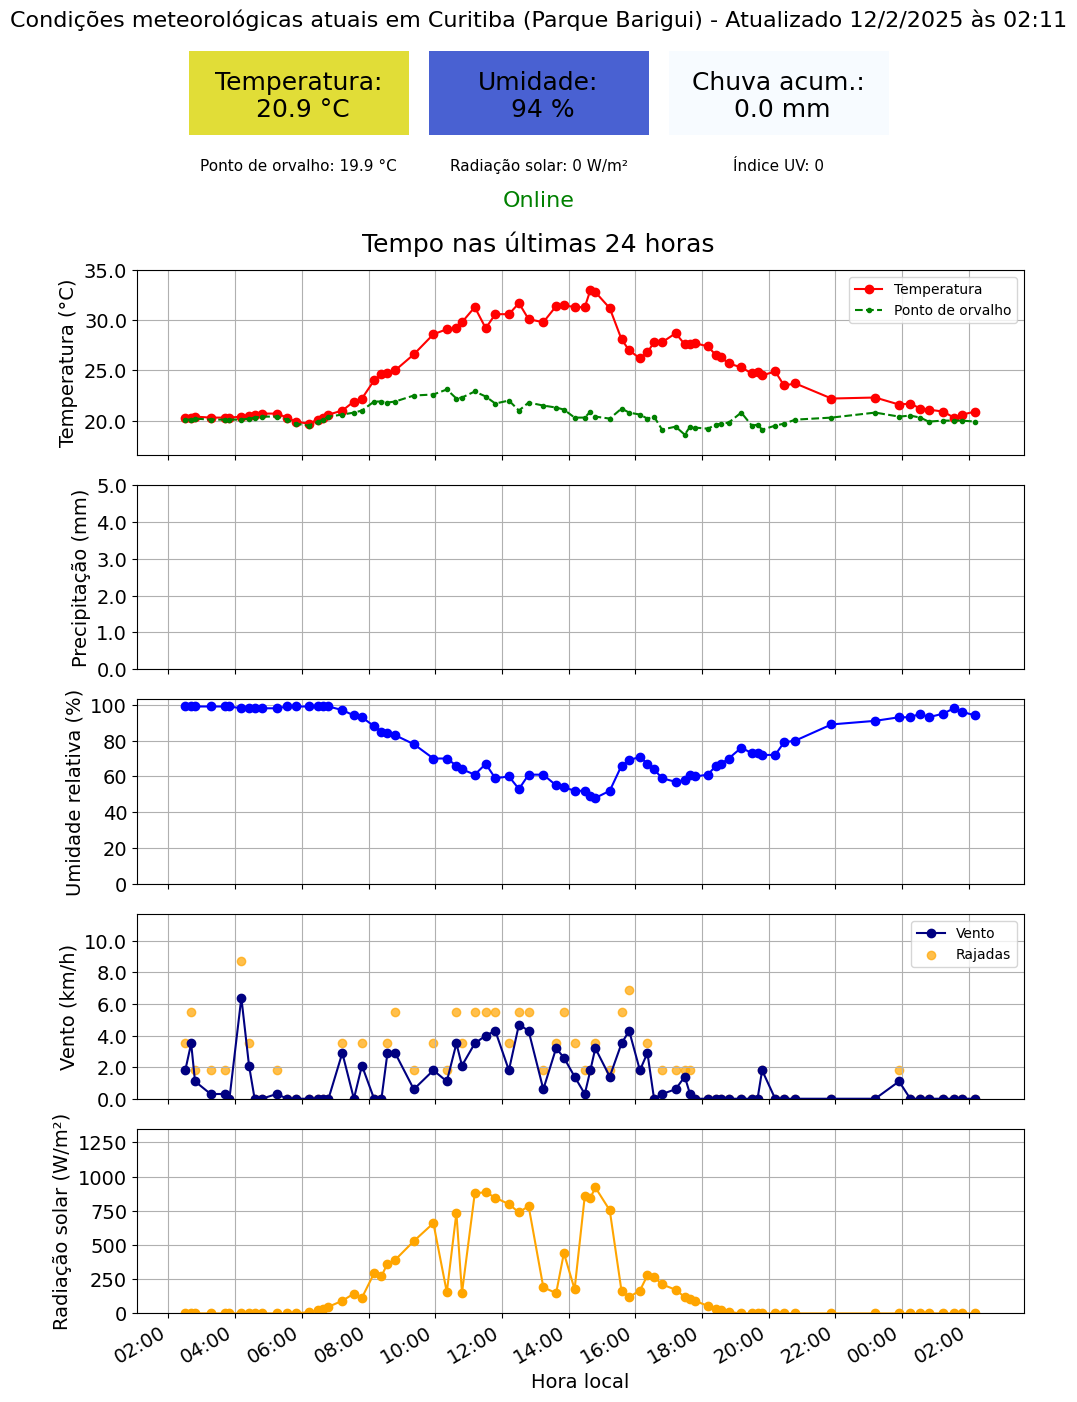 Condições meteorológicas atuais em Curitiba (Parque Barigui) - Atualizado 12/2/2025 às 02:11
Temperatura:
20.9 °C
Umidade:
94 %
Chuva acum.:
0.0 mm
Ponto de orvalho: 19.9 °C
Radiação solar: 0 W/m²
Índice UV: 0
Online
Tempo nas últimas 24 horas
Temperatura (°C)
35.0
30.0
25.0
20.0
Temperatura
Ponto de orvalho
Precipitação (mm)
5.0
4.0
3.0
2.0
1.0
0.0
Umidade relativa (%)
100
80
60
40
20
0
Vento (km/h)
10.0
8.0
6.0
4.0
2.0
0.0
Vento
Rajadas
Radiação solar (W/m²)
1250
1000
750
500
250
0
02:00
04:00
06:00
08:00
10:00
12:00
14:00
16:00
18:00
20:00
22:00
00:00
02:00
Hora local